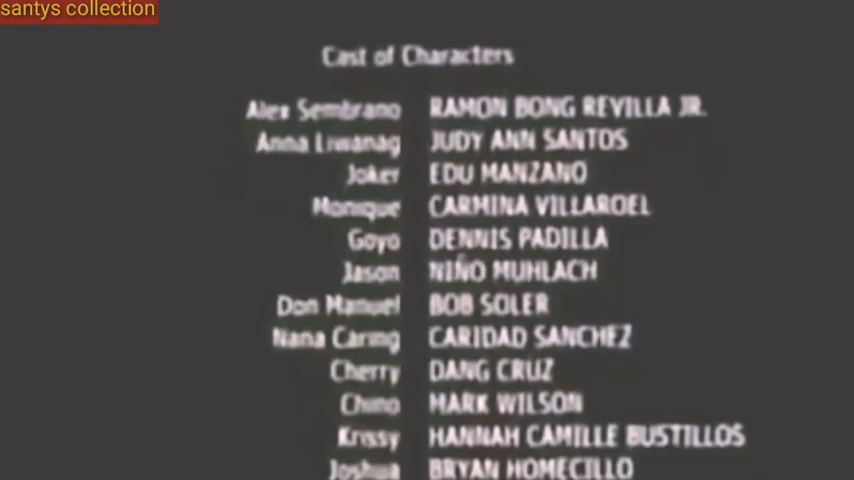 santys collection
Cast of Characters
Alex Sembrano RAMON BONG REVILLA JR.
Anna Liwanag JUDY ANN SANTOS
Joker EDU MANZANO
Monique CARMINA VILLAROEL
Goyo DENNIS PADILLA
Jason NIÑO MUHLACH
Don Manuel BOB SOLER
Nana Caring CARIDAD SANCHEZ
Cherry DANG CRUZ
Chino MARK WILSON
Krissy HANNAH CAMILLE BUSTILLOS
Joshua BRYAN HOMECILLO